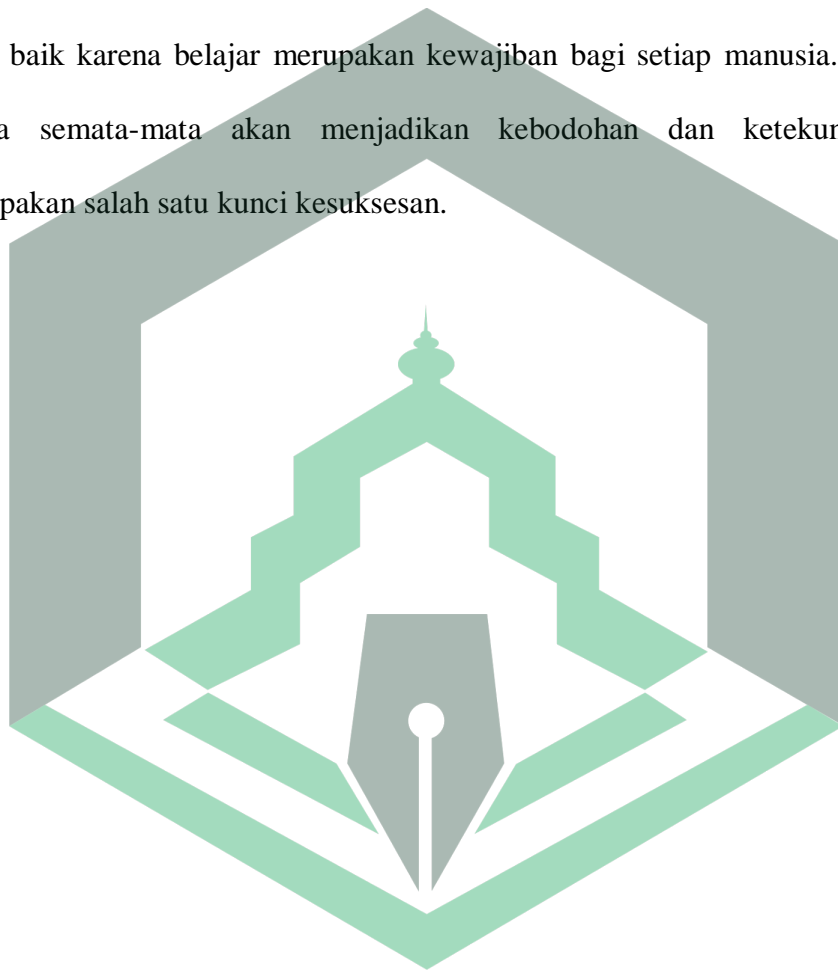 baik karena belajar merupakan kewajiban bagi setiap manusia.
a semata-mata akan menjadikan kebodohan dan ketekun
pakan salah satu kunci kesuksesan.